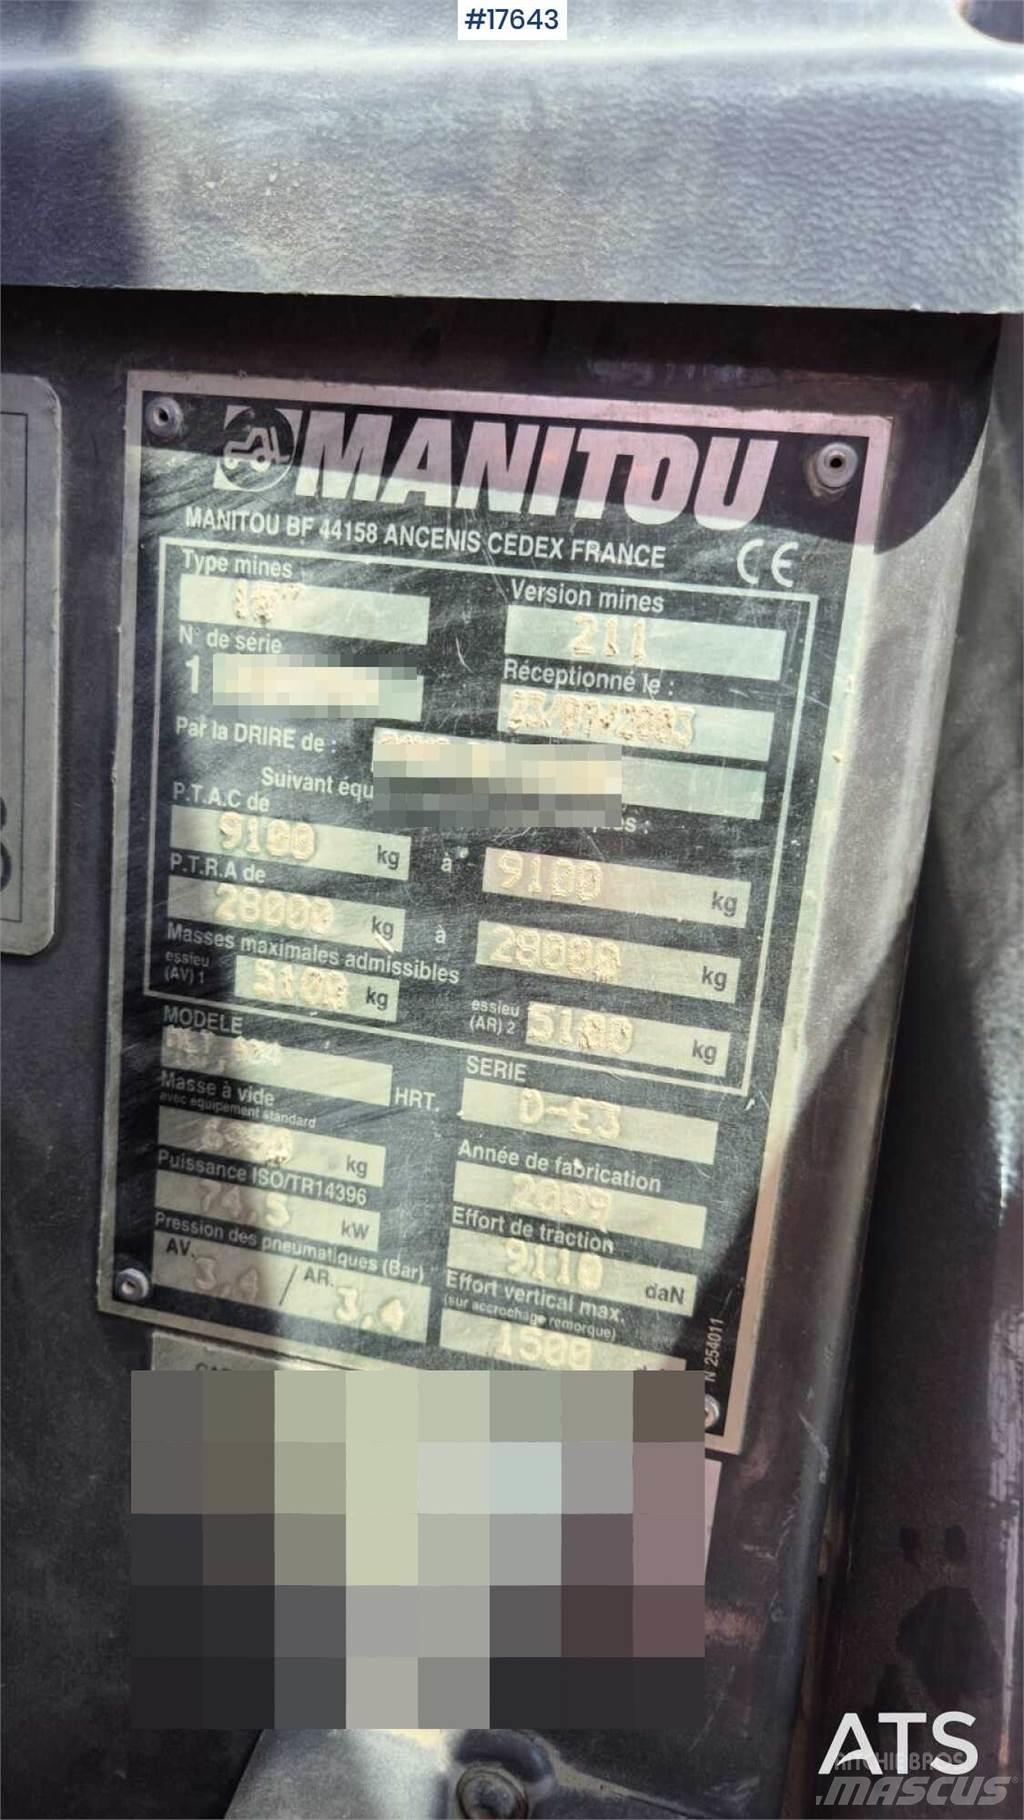 #17643
MANITOU
MANITOU BF 44158 ANCENIS CEDEX FRANCE
CE
Type mines
Version mines
211
N° de série
1
Réceptionné le :
Par la DRIRE de :
Suivant équ
P.T.A.C de
9100 kg à 9100 kg
P.T.R.A de
28000 kg à 28000 kg
Masses maximales admissibles
essieu (AV) 1 5100 kg
essieu (AR) 2 5100 kg
MODELE
HRT.
SERIE
D-E3
Masse à vide
avec équipement standard
kg
Année de fabrication
2009
Puissance ISO/TR14396
74,5 kW
Effort de traction
9110 daN
Pression des pneumatiques (Bar)
AV. 3,4 / AR. 3,4
Effort vertical max.
(sur accrochage remorque)
1500
N°254011
ATS
RITCHIE BROS
MASCUS